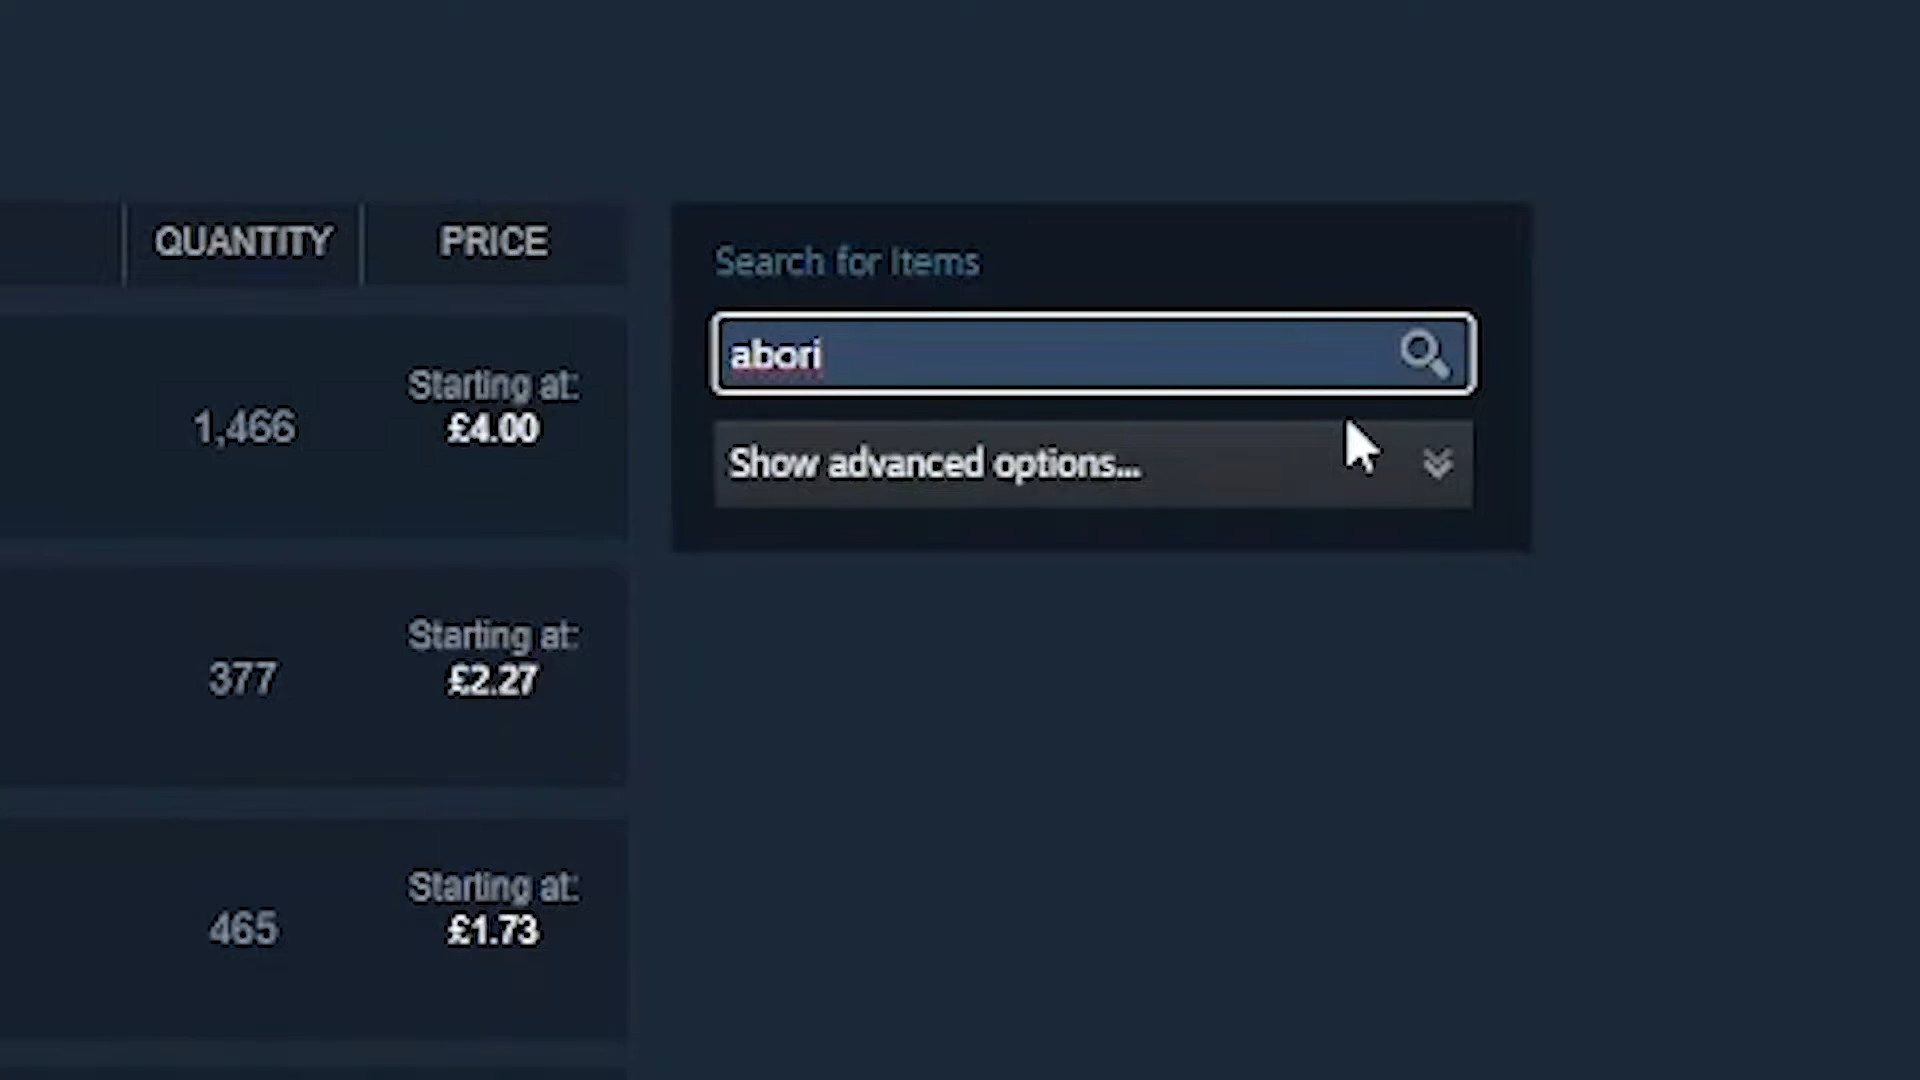 QUANTITY
PRICE
Search for Items
abori
Show advanced options...
1,466
Starting at:
£4.00
377
Starting at:
£2.27
465
Starting at:
£1.73